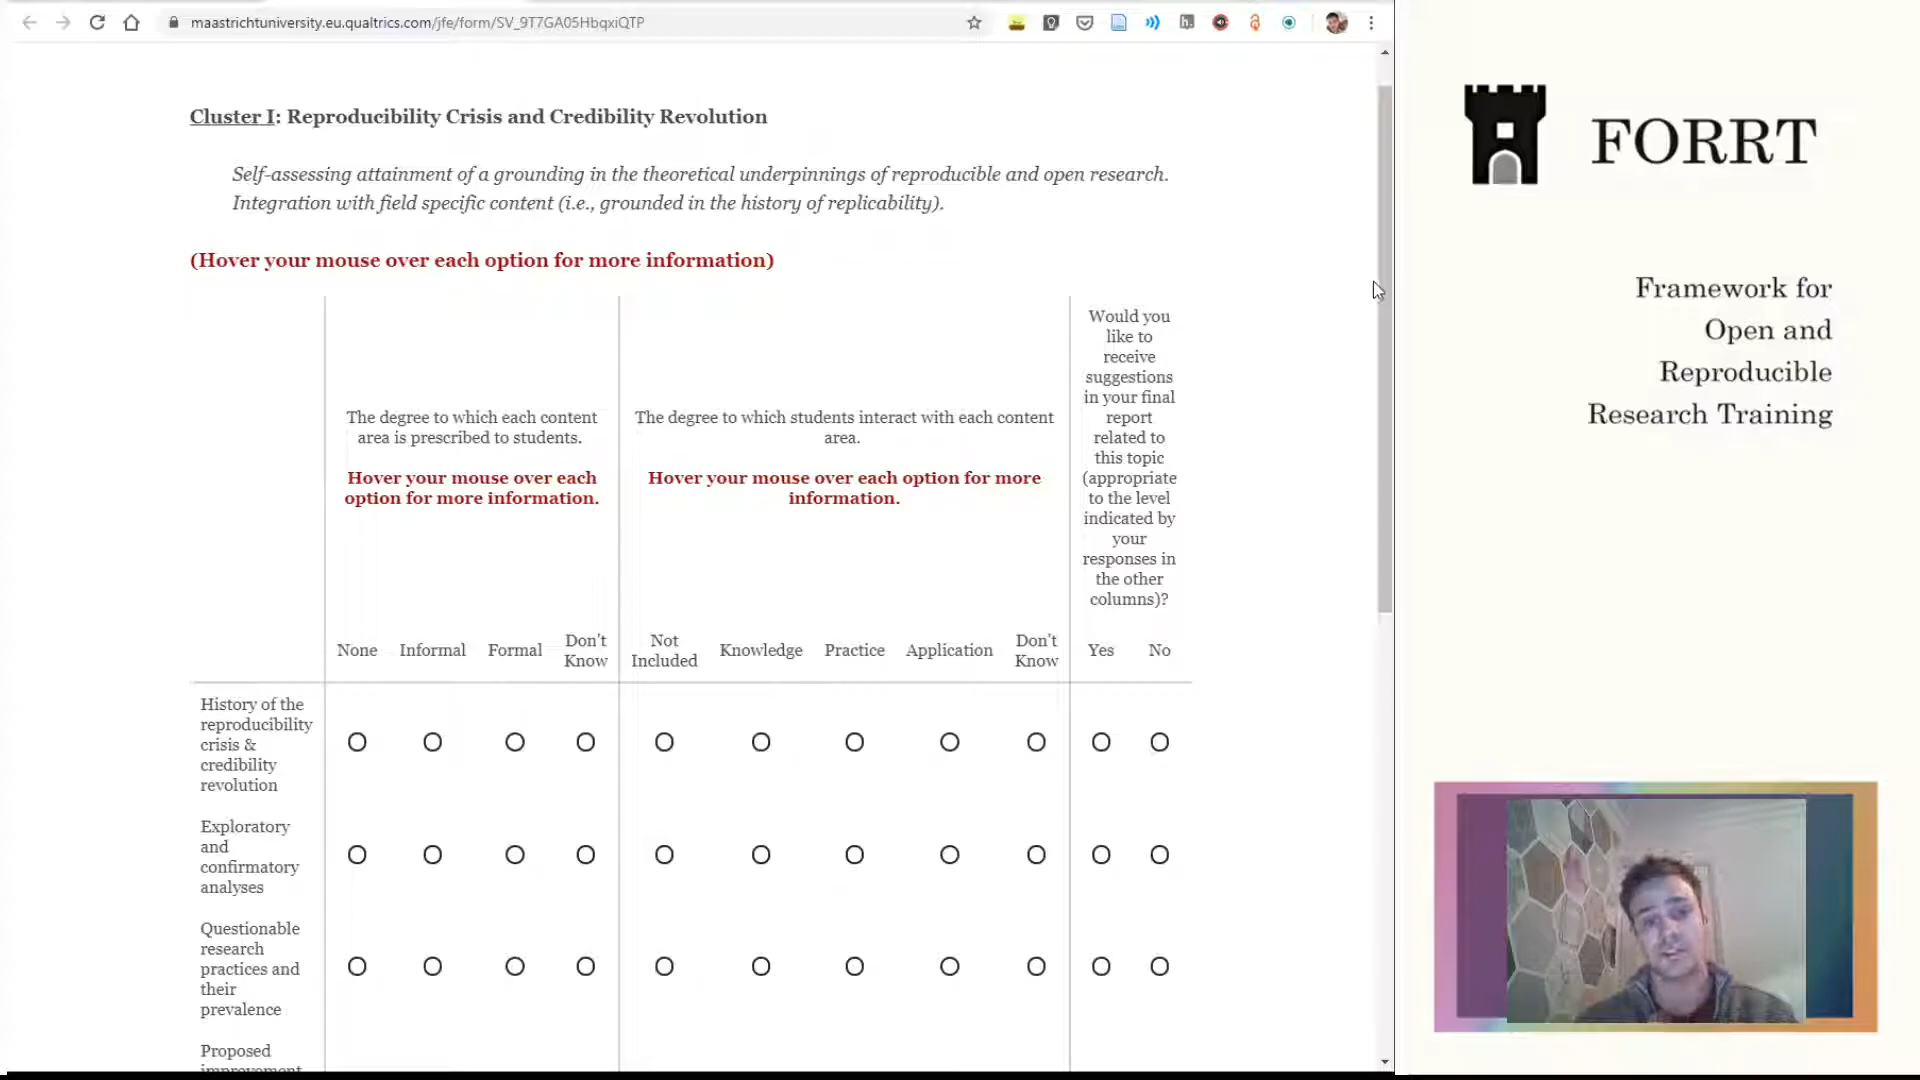 maastrichtuniversity.eu.qualtrics.com/jfe/form/SV_9T7GA05HbqxiQTP
Cluster I: Reproducibility Crisis and Credibility Revolution
Self-assessing attainment of a grounding in the theoretical underpinnings of reproducible and open research.
Integration with field specific content (i.e., grounded in the history of replicability).
(Hover your mouse over each option for more information)
The degree to which each content
area is prescribed to students.
Hover your mouse over each
option for more information.
The degree to which students interact with each content
area.
Hover your mouse over each option for more
information.
Would you
like to
receive
suggestions
in your final
report
related to
this topic
(appropriate
to the level
indicated by
your
responses in
the other
columns)?
None
Informal
Formal
Don't
Know
Not
Included
Knowledge
Practice
Application
Don't
Know
Yes
No
History of the
reproducibility
crisis &
credibility
revolution
Exploratory
and
confirmatory
analyses
Questionable
research
practices and
their
prevalence
Proposed
improvement
FORRT
Framework for
Open and
Reproducible
Research Training